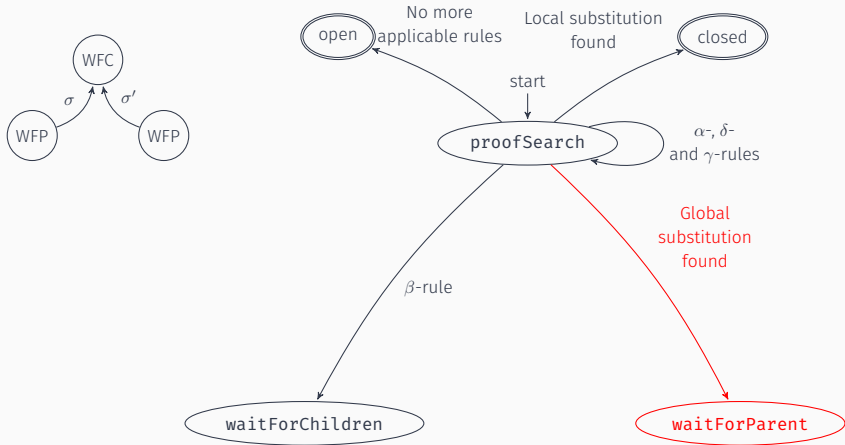 No more
applicable rules
Local substitution
found
open
closed
WFC
start
σ
σ′
WFP
WFP
proofSearch
α-, δ-
and γ-rules
Global
substitution
found
β-rule
waitForChildren
waitForParent